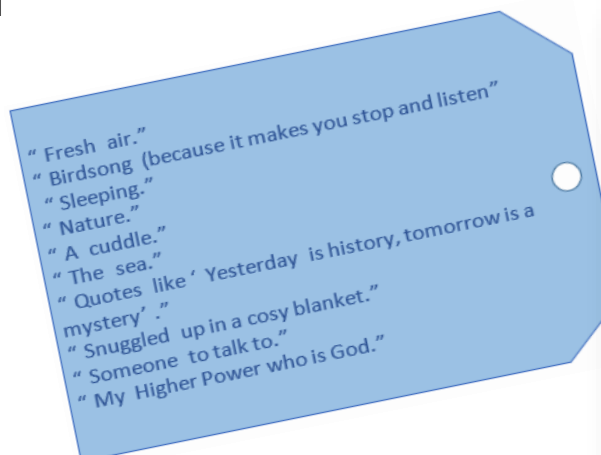 “ Fresh air.”
“ Birdsong (because it makes you stop and listen”
“ Sleeping.”
“ Nature.”
“ A cuddle.”
“ The sea.”
“ Quotes like ‘ Yesterday is history, tomorrow is a
mystery’ .”
“ Snuggled up in a cosy blanket.”
“ Someone to talk to.”
“ My Higher Power who is God.”